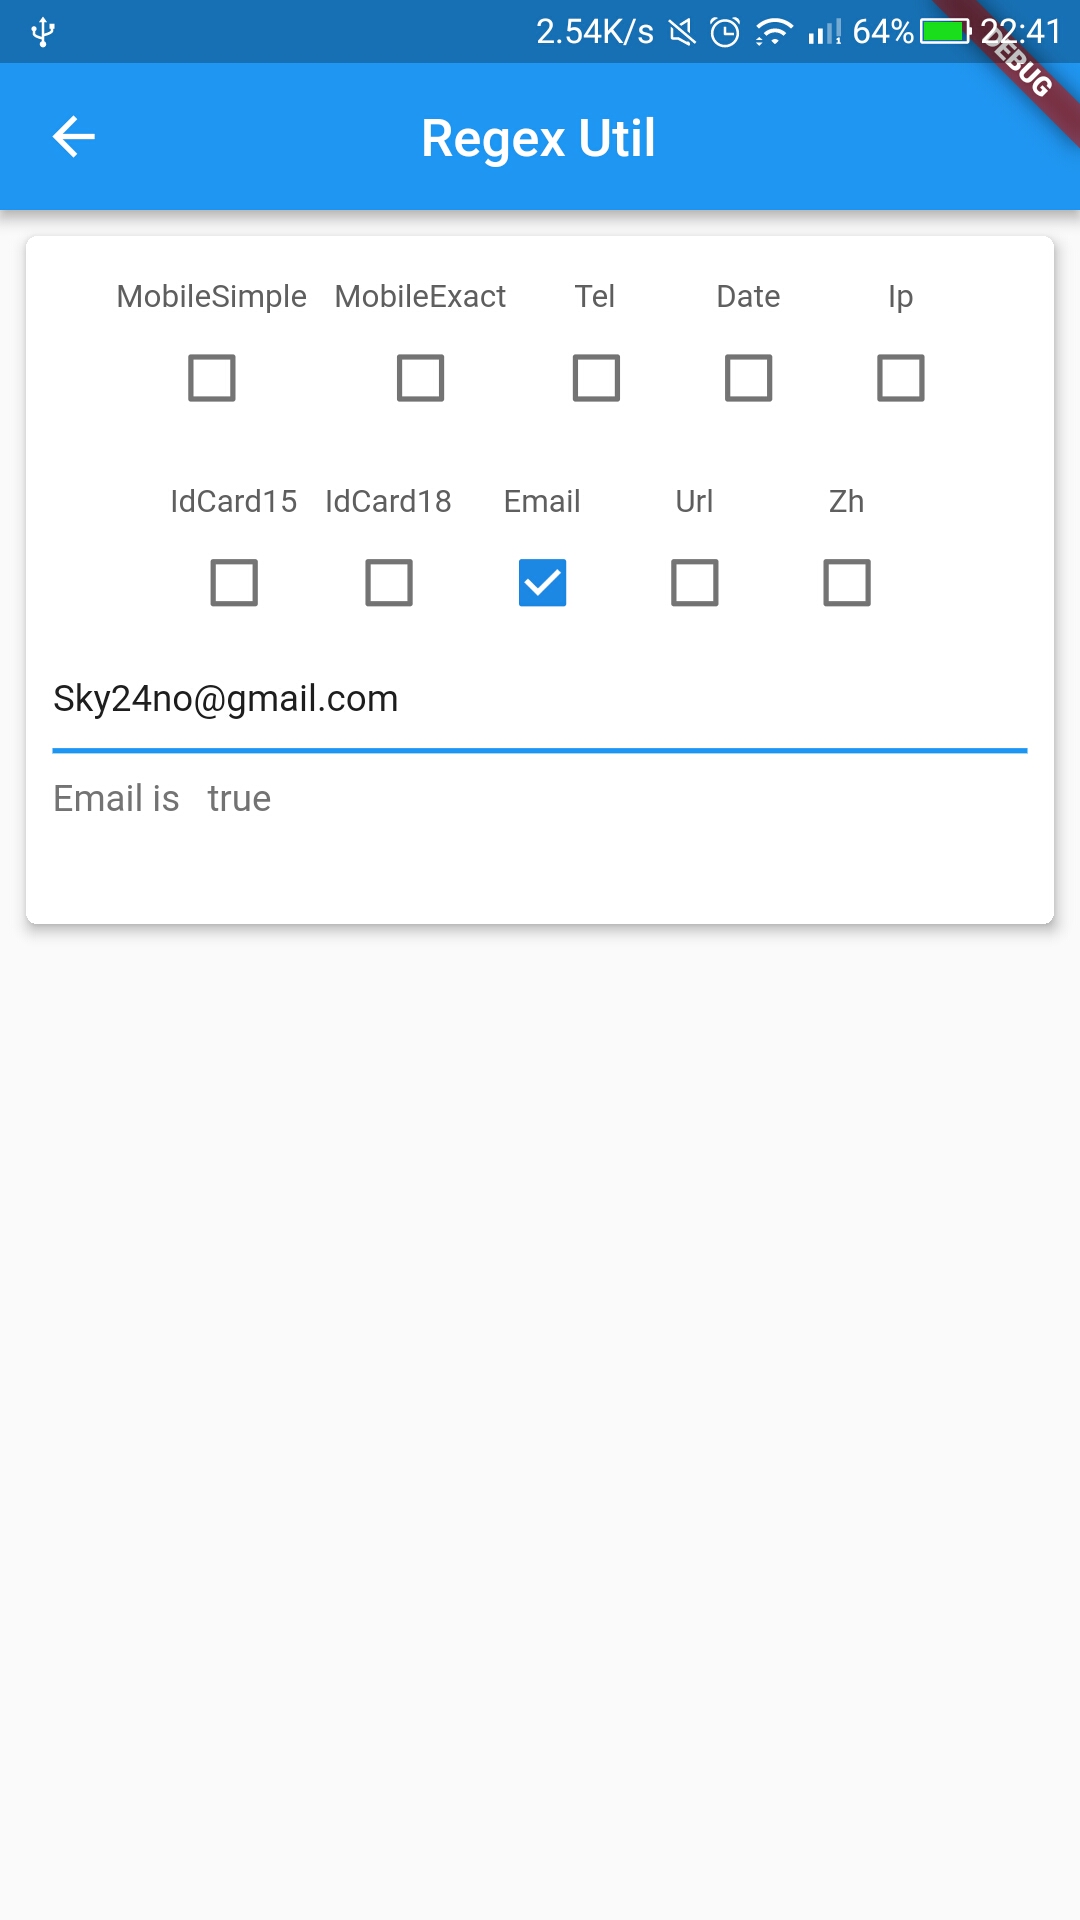 2.54K/s 64% 22:41
DEBUG
Regex Util
MobileSimple MobileExact Tel Date Ip
IdCard15 IdCard18 Email Url Zh
Sky24no@gmail.com
Email is true